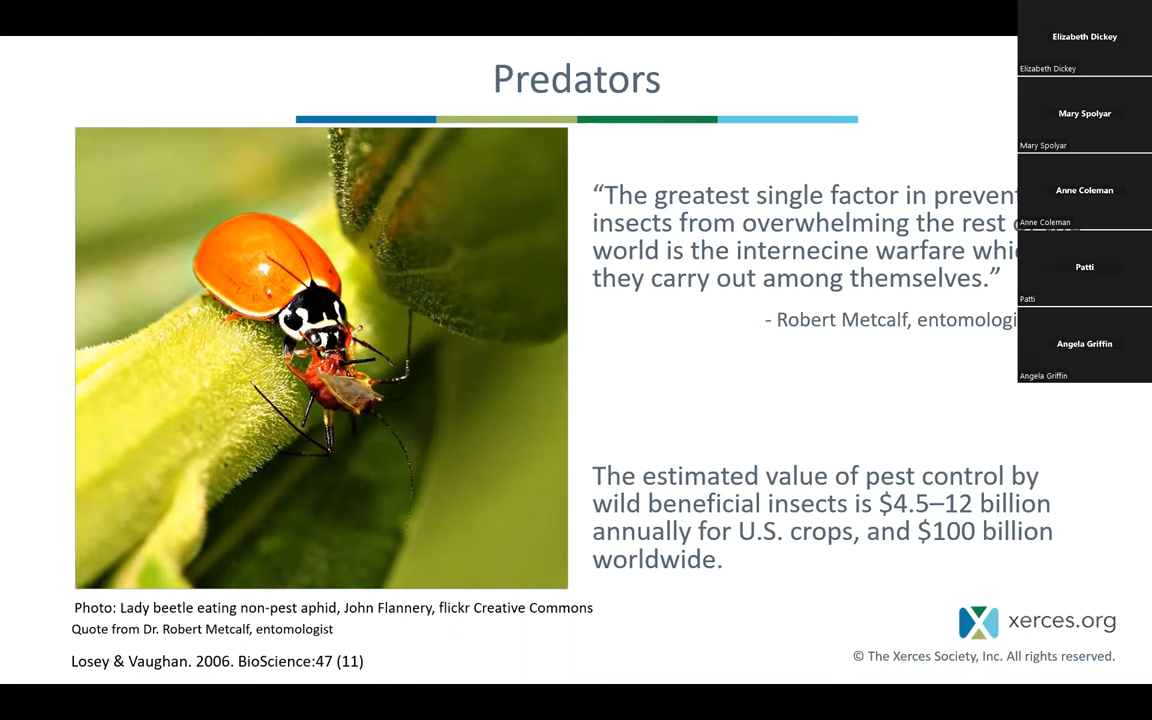 Predators
“The greatest single factor in prevent
insects from overwhelming the rest
world is the internecine warfare whi
they carry out among themselves.”
- Robert Metcalf, entomologi
The estimated value of pest control by
wild beneficial insects is $4.5–12 billion
annually for U.S. crops, and $100 billion
worldwide.
Photo: Lady beetle eating non-pest aphid, John Flannery, flickr Creative Commons
Quote from Dr. Robert Metcalf, entomologist
Losey & Vaughan. 2006. BioScience:47 (11)
xerces.org
© The Xerces Society, Inc. All rights reserved.
Elizabeth Dickey
Elizabeth Dickey
Mary Spolyar
Mary Spolyar
Anne Coleman
Anne Coleman
Patti
Patti
Angela Griffin
Angela Griffin